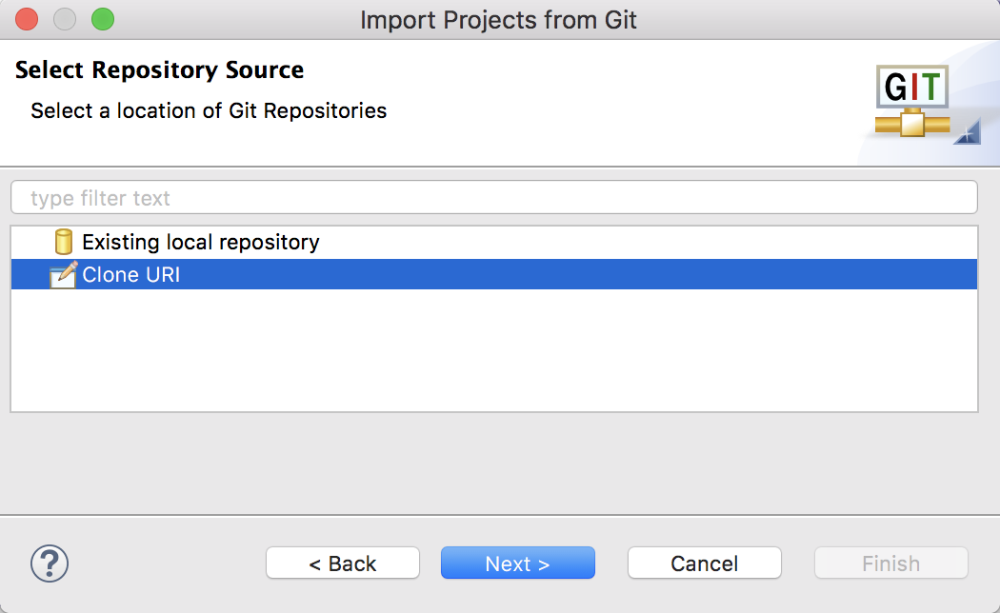 Import Projects from Git
Select Repository Source
Select a location of Git Repositories
GIT
type filter text
Existing local repository
Clone URI
?
< Back
Next >
Cancel
Finish